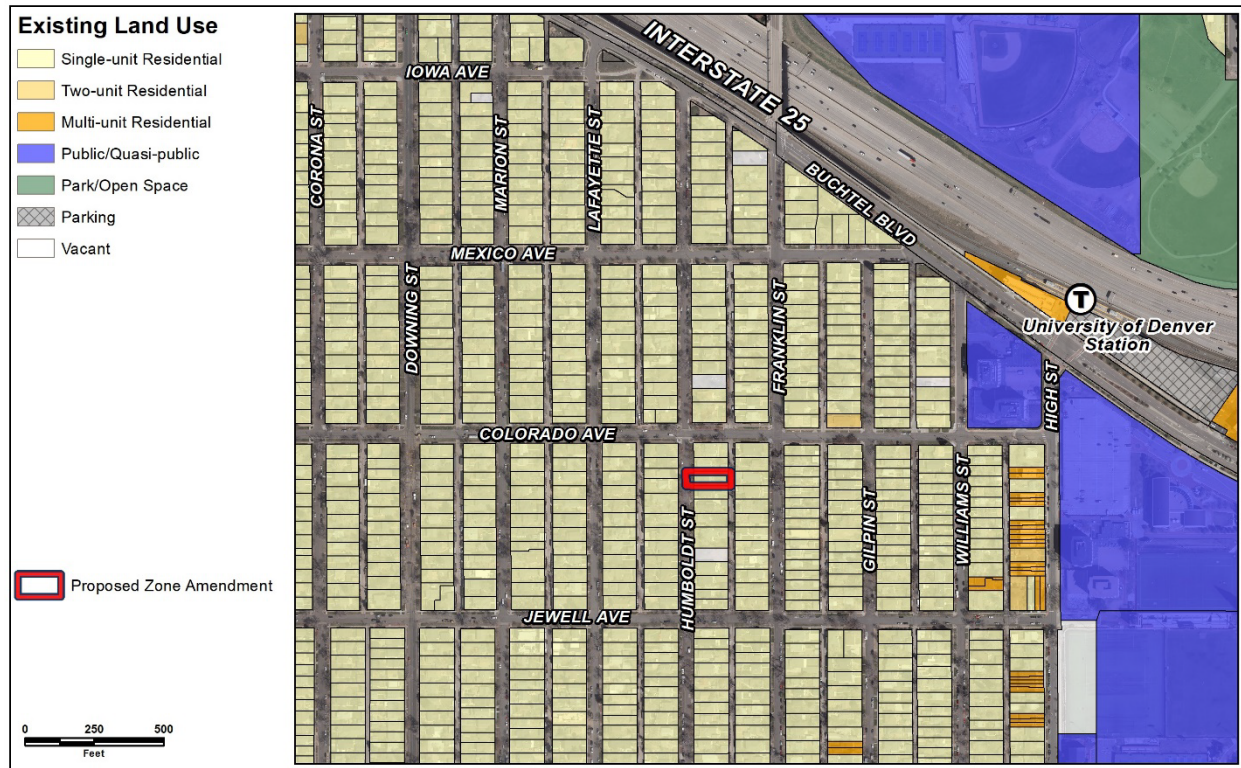 Existing Land Use
Single-unit Residential
Two-unit Residential
Multi-unit Residential
Public/Quasi-public
Park/Open Space
Parking
Vacant
Proposed Zone Amendment
0 250 500
Feet
INTERSTATE 25
IOWA AVE
CORONA ST
MARION ST
LAFAYETTE ST
BUCHTEL BLVD
MEXICO AVE
DOWNING ST
FRANKLIN ST
T
University of Denver
Station
HIGH ST
COLORADO AVE
HUMBOLDT ST
GILPIN ST
WILLIAMS ST
JEWELL AVE